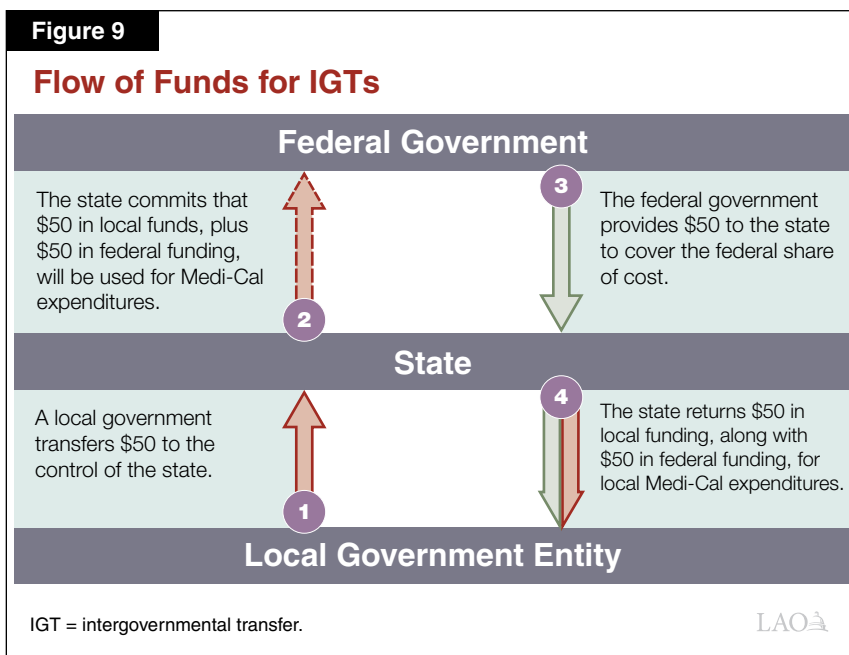 Figure 9
Flow of Funds for IGTs
Federal Government
The state commits that
$50 in local funds, plus
$50 in federal funding,
will be used for Medi-Cal
expenditures.
2
3
The federal government
provides $50 to the state
to cover the federal share
of cost.
State
A local government
transfers $50 to the
control of the state.
1
4
The state returns $50 in
local funding, along with
$50 in federal funding, for
local Medi-Cal expenditures.
Local Government Entity
IGT = intergovernmental transfer.
LAO